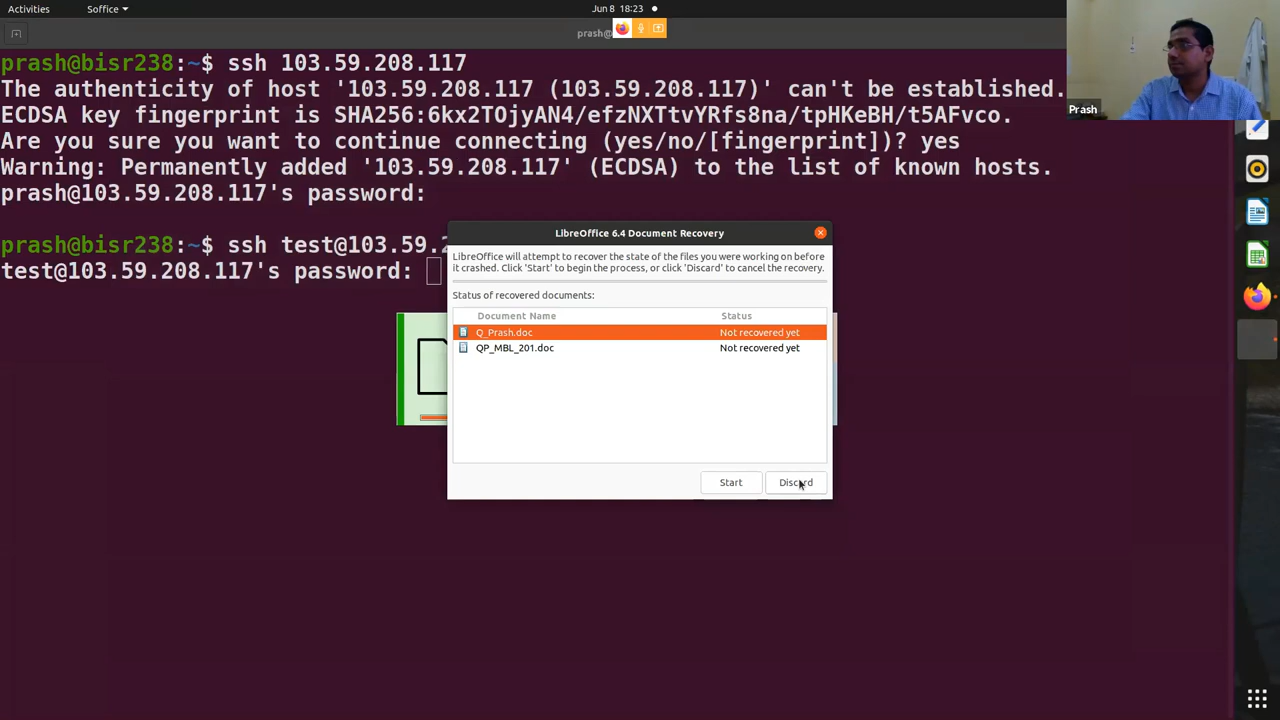 Activities
Soffice
Jun 8 18:23
prash@
prash@bisr238:~$ ssh 103.59.208.117
The authenticity of host '103.59.208.117 (103.59.208.117)' can't be established.
ECDSA key fingerprint is SHA256:6kx2TOjyAN4/efzNXTtvYRfs8na/tpHKeBH/t5AFvco.
Are you sure you want to continue connecting (yes/no/[fingerprint])? yes
Warning: Permanently added '103.59.208.117' (ECDSA) to the list of known hosts.
prash@103.59.208.117's password:
prash@bisr238:~$ ssh test@103.59.2
test@103.59.208.117's password:
Prash
LibreOffice 6.4 Document Recovery
LibreOffice will attempt to recover the state of the files you were working on before
it crashed. Click 'Start' to begin the process, or click 'Discard' to cancel the recovery.
Status of recovered documents:
Document Name Status
Q_Prash.doc Not recovered yet
QP_MBL_201.doc Not recovered yet
Start Discard